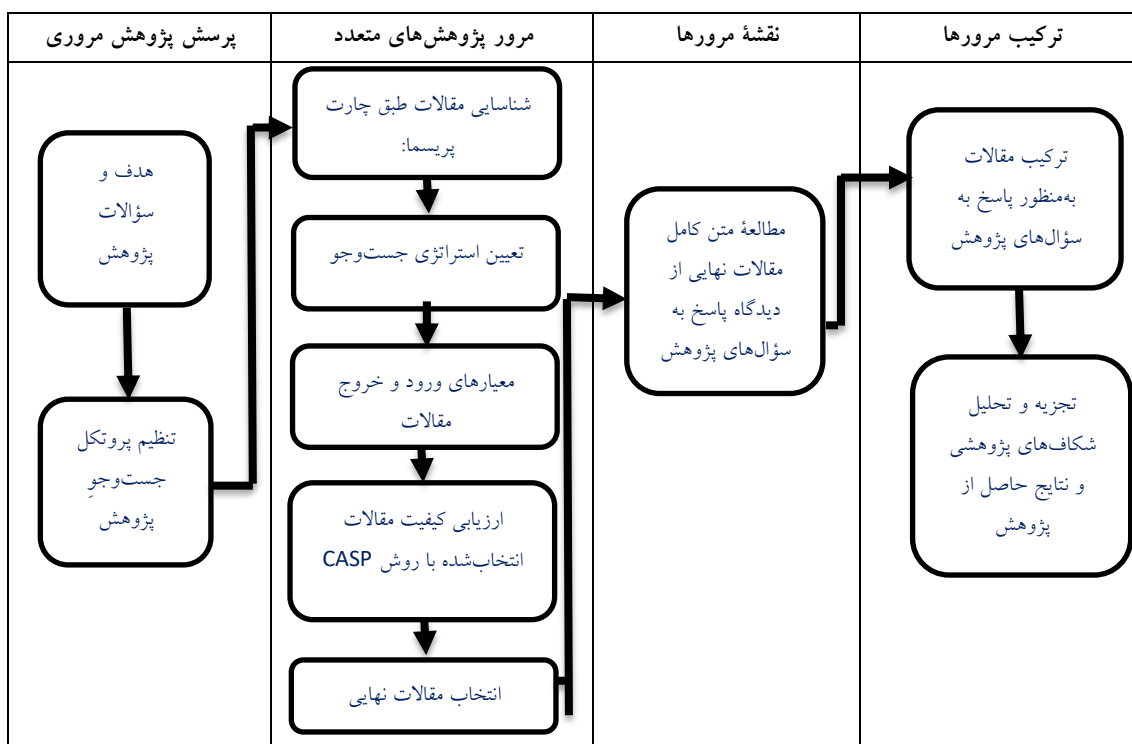 پرسش پژوهش مروری
مرور پژوهش‌های متعدد
نقشهٔ مرورها
ترکیب مرورها
هدف و
سؤالات
پژوهش
تنظیم پروتکل
جست‌وجوِ
پژوهش
شناسایی مقالات طبق چارت
پریسما:
تعیین استراتژی جست‌وجو
معیارهای ورود و خروج
مقالات
ارزیابی کیفیت مقالات
انتخاب‌شده با روش CASP
انتخاب مقالات نهایی
مطالعهٔ متن کامل
مقالات نهایی از
دیدگاه پاسخ به
سؤال‌های پژوهش
ترکیب مقالات
به‌منظور پاسخ به
سؤال‌های پژوهش
تجزیه و تحلیل
شکاف‌های پژوهشی
و نتایج حاصل از
پژوهش